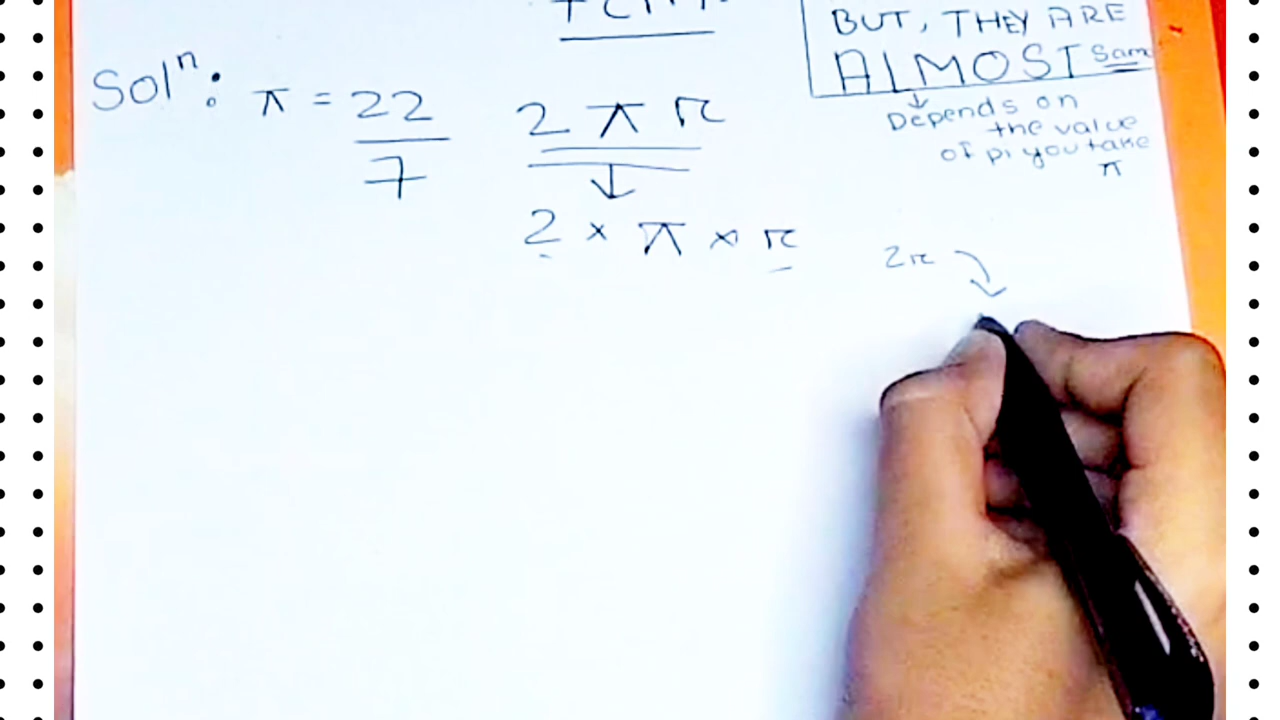 BUT, THEY ARE
ALMOST Same
Depends on
the value
of pi you take
π
Solⁿ: π = 22/7
2 π r
2 × π × r
2r